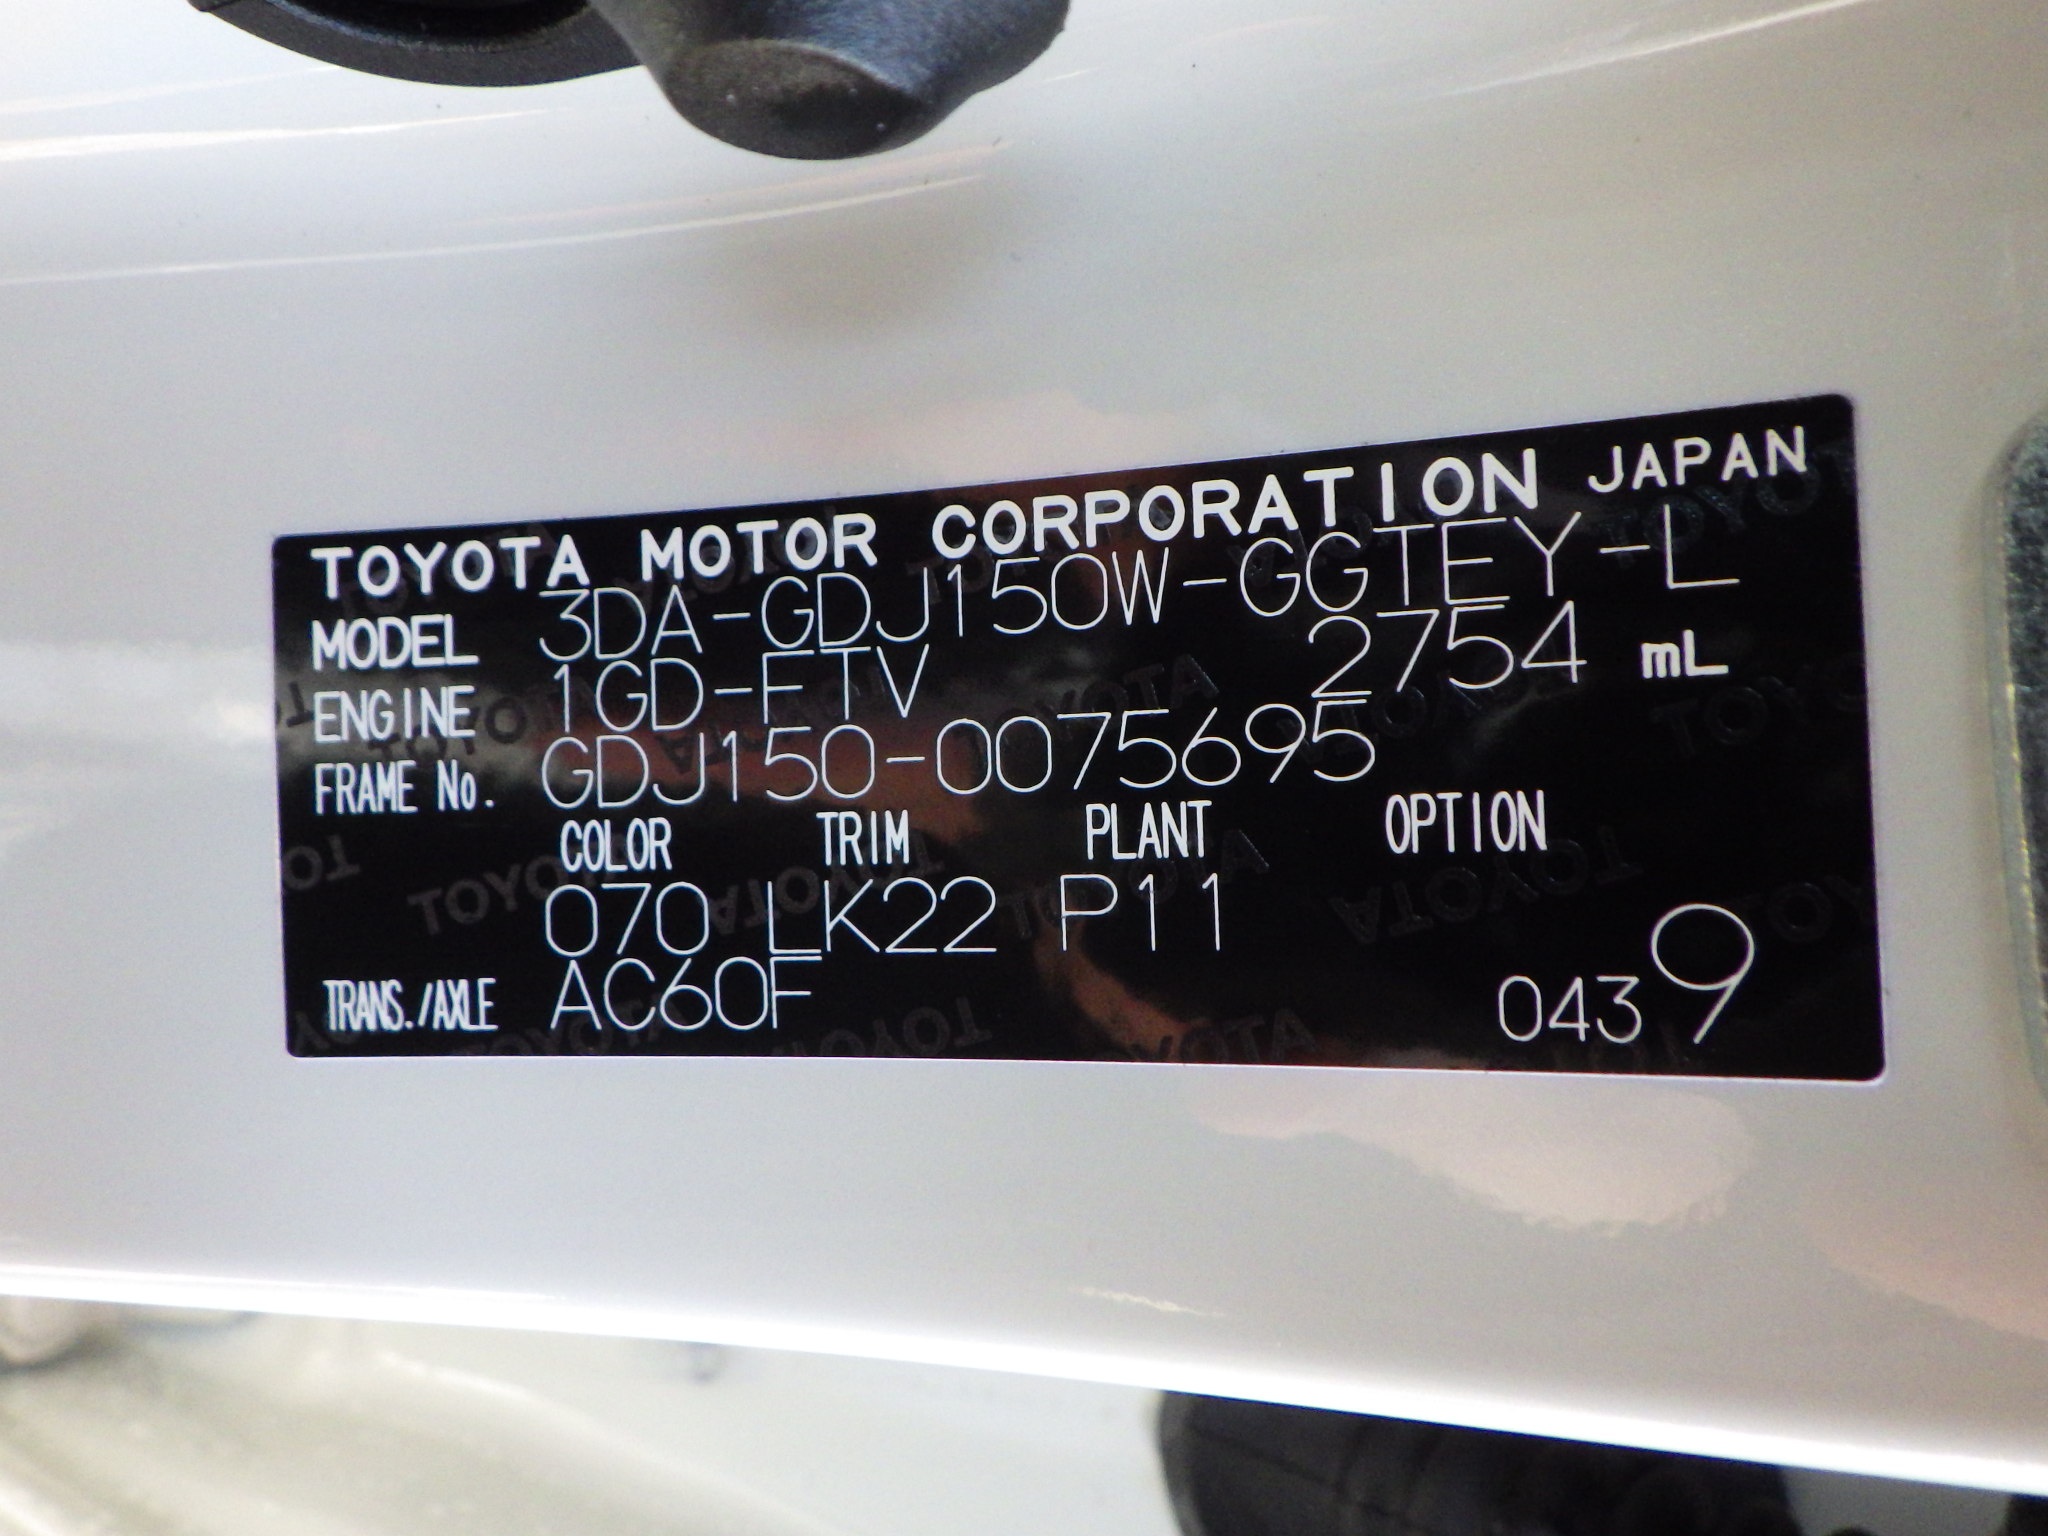 TOYOTA MOTOR CORPORATION JAPAN
MODEL 3DA-GDJ150W-GGTEY-L
ENGINE 1GD-FTV 2754 mL
FRAME No. GDJ150-0075695
COLOR TRIM PLANT OPTION
070 LK22 P11
TRANS./AXLE AC60F 0439